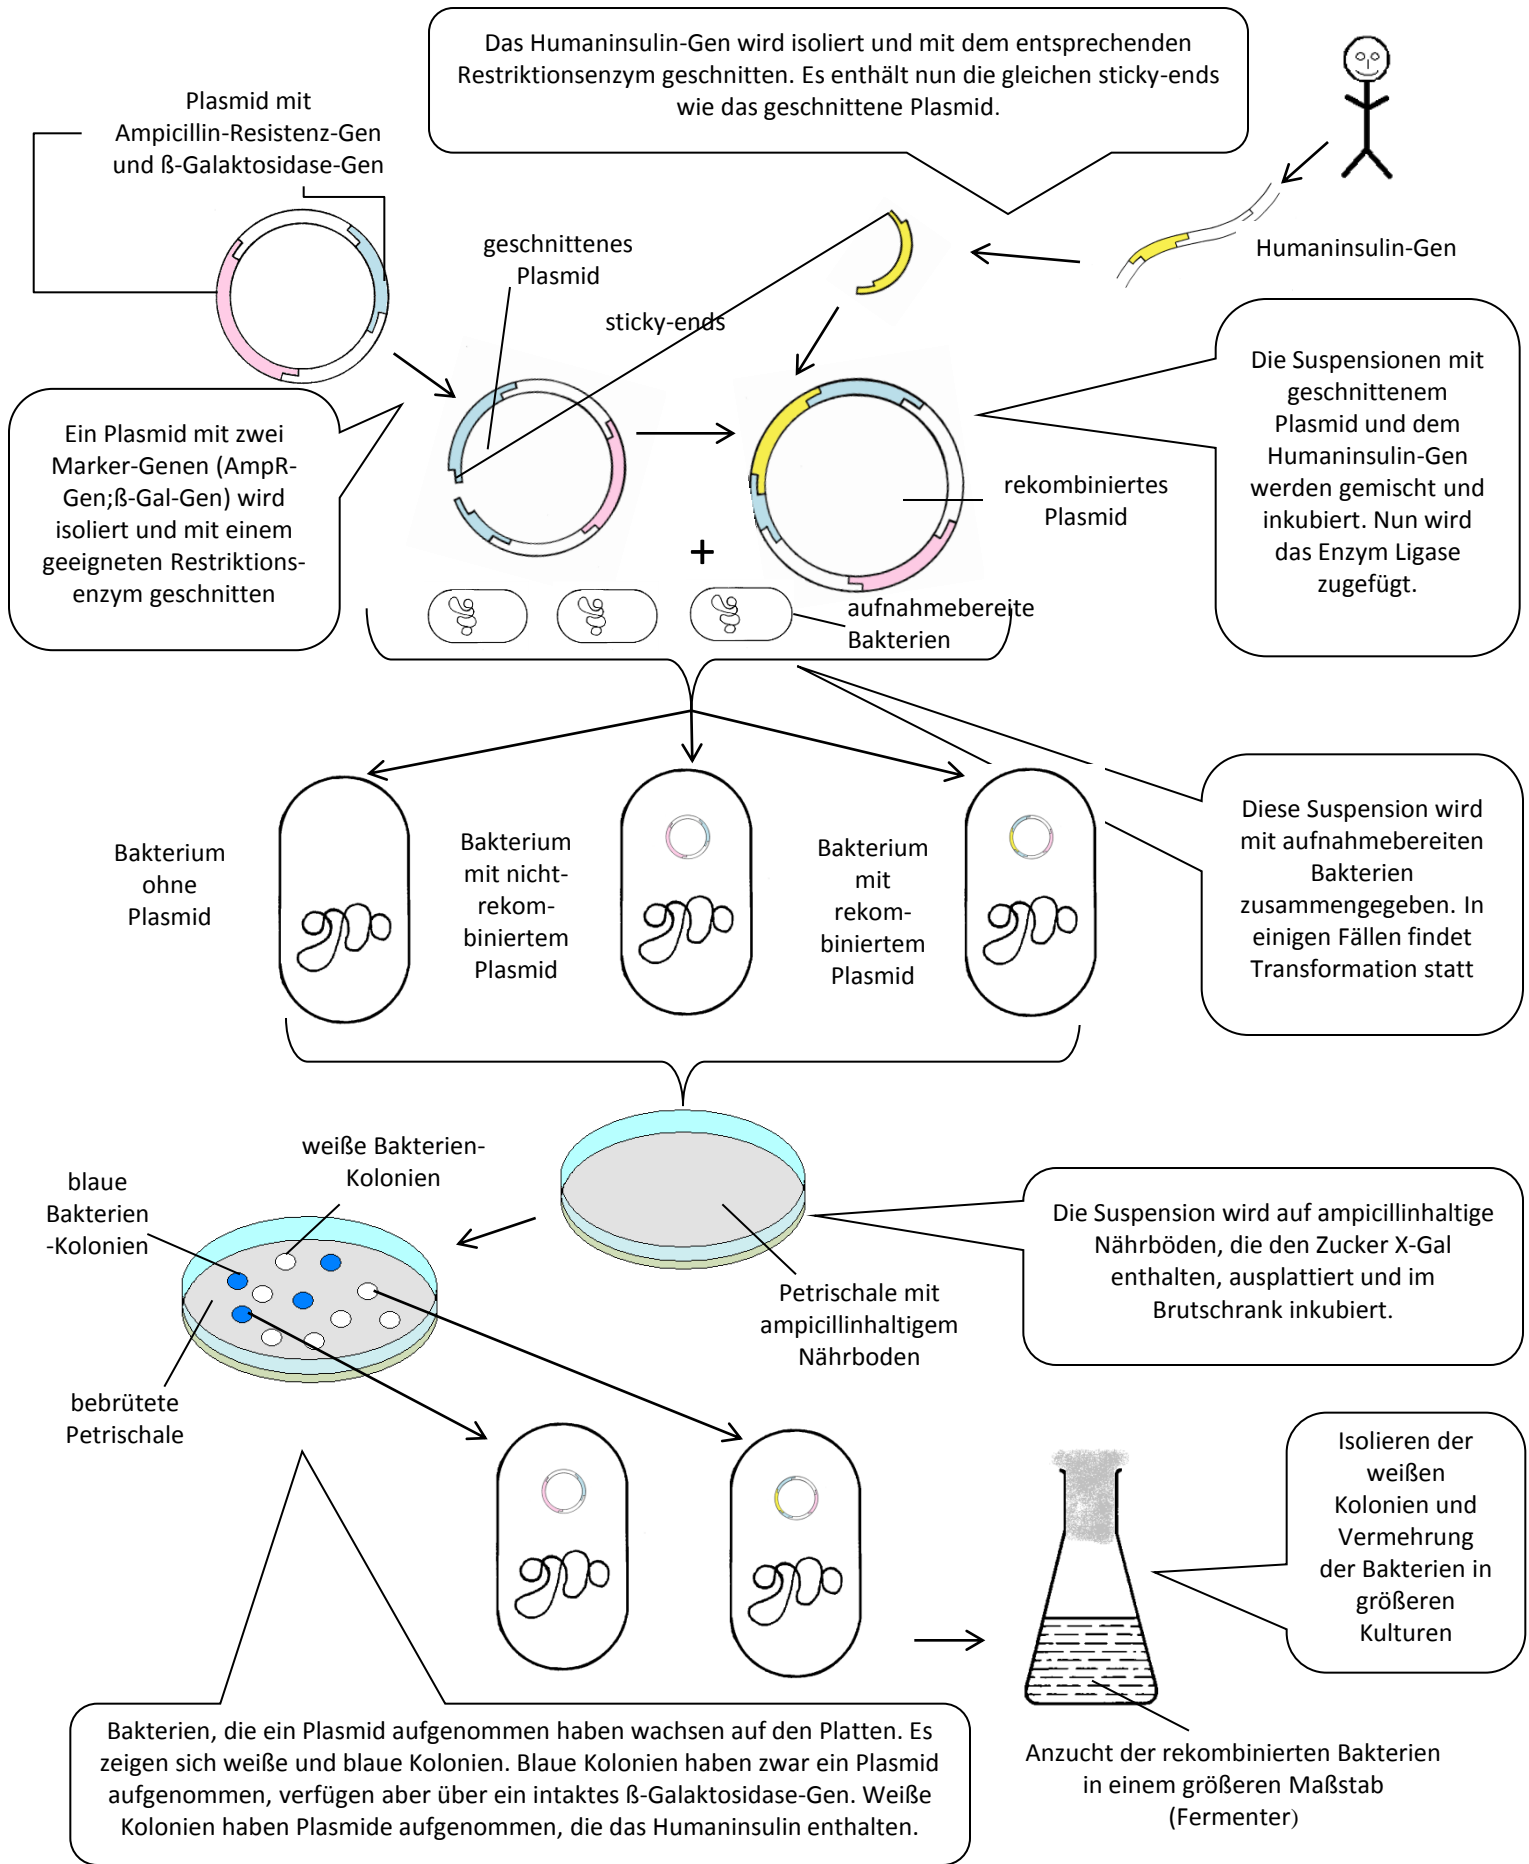 Das Humaninsulin-Gen wird isoliert und mit dem entsprechenden
Restriktionsenzym geschnitten. Es enthält nun die gleichen sticky-ends
wie das geschnittene Plasmid.
Plasmid mit
Ampicillin-Resistenz-Gen
und ß-Galaktosidase-Gen
geschnittenes
Plasmid
Humaninsulin-Gen
sticky-ends
Ein Plasmid mit zwei
Marker-Genen (AmpR-
Gen;ß-Gal-Gen) wird
isoliert und mit einem
geeigneten Restriktions-
enzym geschnitten
Die Suspensionen mit
geschnittenem
Plasmid und dem
Humaninsulin-Gen
werden gemischt und
inkubiert. Nun wird
das Enzym Ligase
zugefügt.
rekombiniertes
Plasmid
+
aufnahmebereite
Bakterien
Bakterium
ohne
Plasmid
Bakterium
mit nicht-
rekom-
biniertem
Plasmid
Bakterium
mit
rekom-
biniertem
Plasmid
Diese Suspension wird
mit aufnahmebereiten
Bakterien
zusammengegeben. In
einigen Fällen findet
Transformation statt
weiße Bakterien-
Kolonien
blaue
Bakterien
-Kolonien
Die Suspension wird auf ampicillinhaltige
Nährböden, die den Zucker X-Gal
enthalten, ausplattiert und im
Brutschrank inkubiert.
Petrischale mit
ampicillinhaltigem
Nährboden
bebrütete
Petrischale
Isolieren der
weißen
Kolonien und
Vermehrung
der Bakterien in
größeren
Kulturen
Bakterien, die ein Plasmid aufgenommen haben wachsen auf den Platten. Es
zeigen sich weiße und blaue Kolonien. Blaue Kolonien haben zwar ein Plasmid
aufgenommen, verfügen aber über ein intaktes ß-Galaktosidase-Gen. Weiße
Kolonien haben Plasmide aufgenommen, die das Humaninsulin enthalten.
Anzucht der rekombinierten Bakterien
in einem größeren Maßstab
(Fermenter)